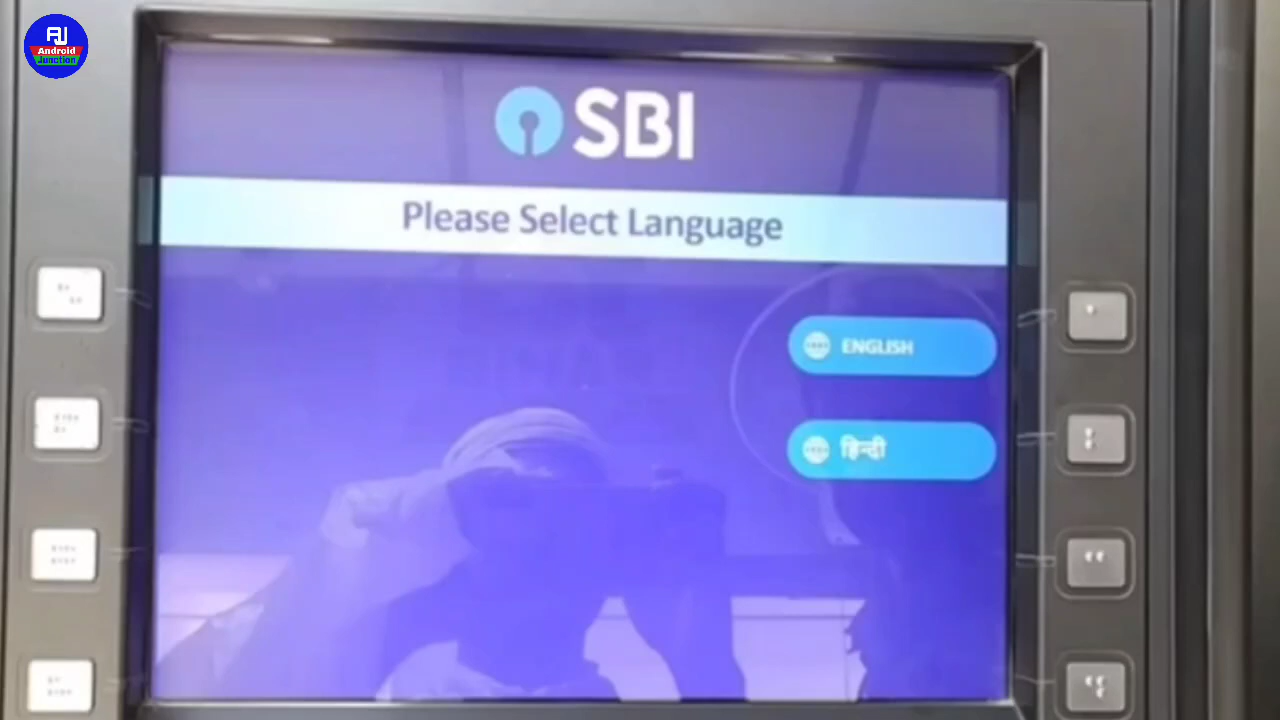 AJ
Android
Junction
SBI
Please Select Language
ENGLISH
हिन्दी